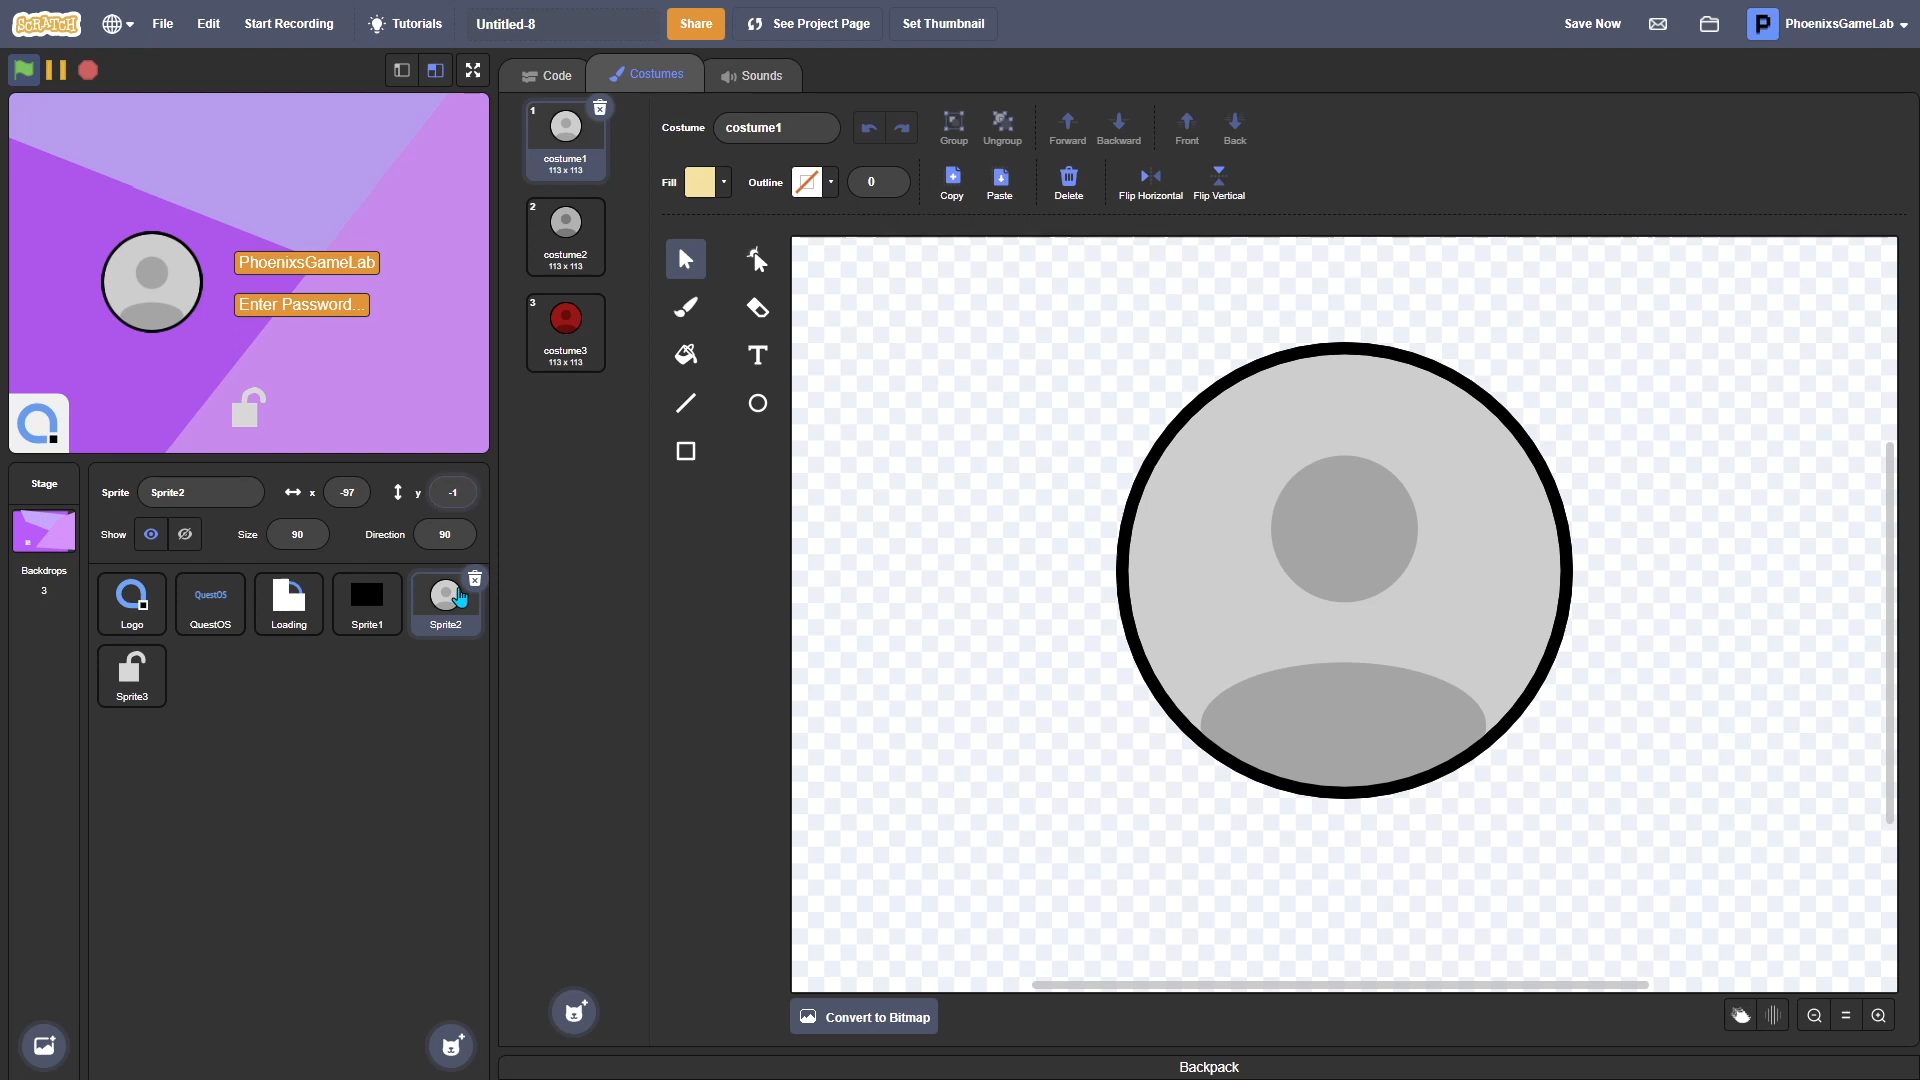 SCRATCH File Edit Start Recording Tutorials Untitled-8 Share See Project Page Set Thumbnail Save Now P PhoenixsGameLab
Code Costumes Sounds
PhoenixsGameLab
Enter Password...
Stage
Backdrops
3
Sprite Sprite2 x -97 y -1
Show Size 90 Direction 90
Logo
QuestOS
QuestOS
Loading
Sprite1
Sprite2
Sprite3
1
costume1
113 x 113
2
costume2
113 x 113
3
costume3
113 x 113
Costume costume1 Group Ungroup Forward Backward Front Back
Fill Outline 0 Copy Paste Delete Flip Horizontal Flip Vertical
Convert to Bitmap
Backpack